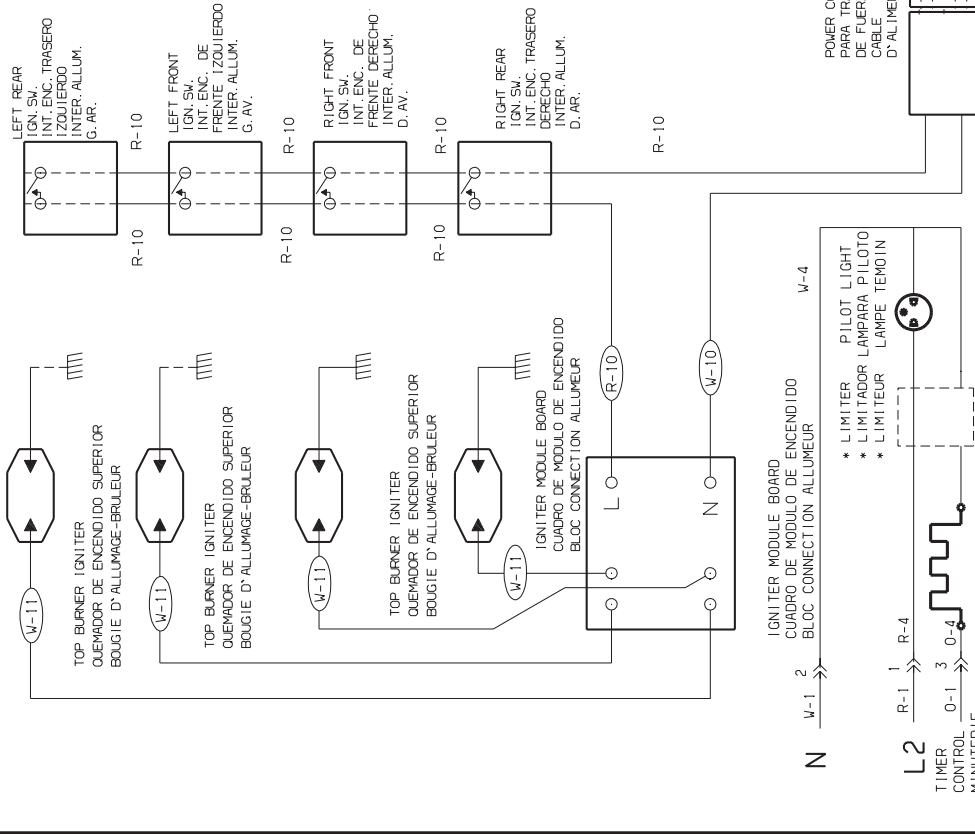 LEFT REAR
IGN. SW.
INT. ENC. TRASERO
IZQUIERDO
INTER. ALLUM.
G. AR.
R-10
LEFT FRONT
IGN. SW.
INT. ENC. DE
FRENTE IZQUIERDO
INTER. ALLUM.
G. AV.
R-10
RIGHT FRONT
IGN. SW.
INT. ENC. DE
FRENTE DERECHO
INTER. ALLUM.
D. AV.
R-10
RIGHT REAR
IGN. SW.
INT. ENC. TRASERO
DERECHO
INTER. ALLUM.
D. AR.
R-10
POWER CO
PARA TRA
DE FUER
CABLE
D'ALIMEN
R-10
R-10
R-10
W-11
TOP BURNER IGNITER
QUEMADOR DE ENCENDIDO SUPERIOR
BOUGIE D'ALLUMAGE-BRULEUR
W-11
TOP BURNER IGNITER
QUEMADOR DE ENCENDIDO SUPERIOR
BOUGIE D'ALLUMAGE-BRULEUR
W-11
TOP BURNER IGNITER
QUEMADOR DE ENCENDIDO SUPERIOR
BOUGIE D'ALLUMAGE-BRULEUR
W-11
IGNITER MODULE BOARD
CUADRO DE MODULO DE ENCENDIDO
BLOC CONNECTION ALLUMEUR
R-10
W-10
L
N
IGNITER MODULE BOARD
CUADRO DE MODULO DE ENCENDIDO
BLOC CONNECTION ALLUMEUR
W-4
* LIMITER PILOT LIGHT
* LIMITADOR LAMPARA PILOTO
* LIMITEUR LAMPE TEMOIN
N
W-1 2
L2
R-1 1 R-4
O-1 3 O-4
TIMER
CONTROL
MINUTERIE